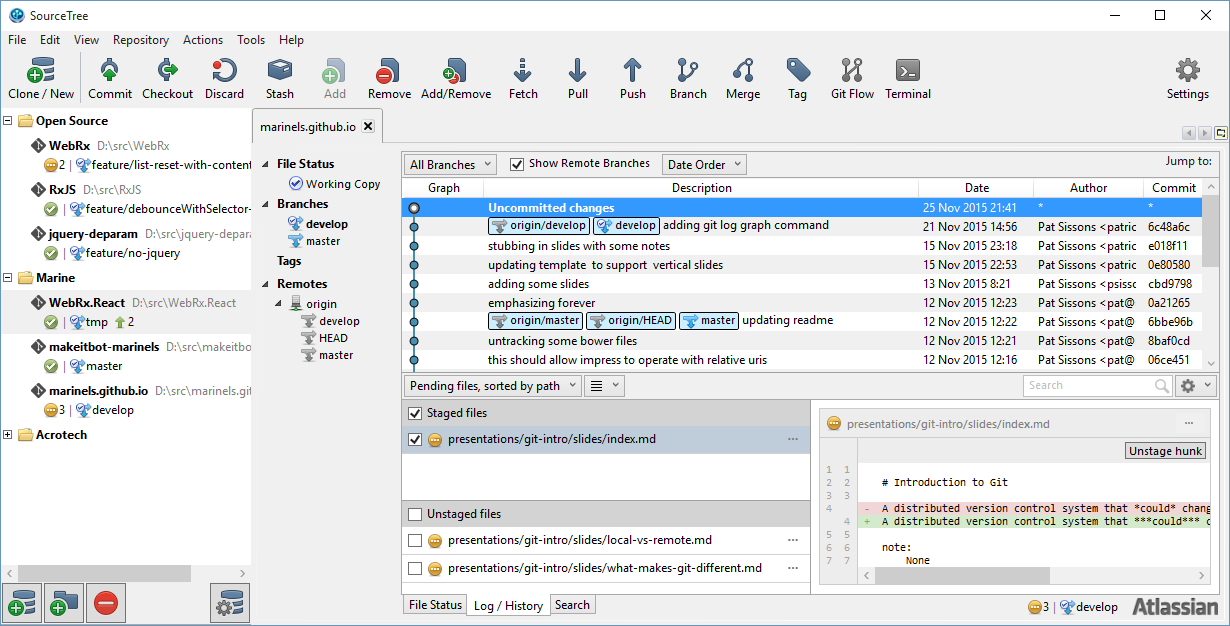 SourceTree
File Edit View Repository Actions Tools Help
Clone / New Commit Checkout Discard Stash Add Remove Add/Remove Fetch Pull Push Branch Merge Tag Git Flow Terminal Settings
Open Source
WebRx D:\src\WebRx
2 | feature/list-reset-with-content
RxJS D:\src\RxJS
feature/debounceWithSelector-
jquery-deparam D:\src\jquery-depara
feature/no-jquery
Marine
WebRx.React D:\src\WebRx.React
tmp 2
makeitbot-marinels D:\src\makeitbo
master
marinels.github.io D:\src\marinels.git
3 | develop
Acrotech
marinels.github.io
File Status
Working Copy
Branches
develop
master
Tags
Remotes
origin
develop
HEAD
master
All Branches Show Remote Branches Date Order Jump to:
Graph Description Date Author Commit
Uncommitted changes 25 Nov 2015 21:41 * *
origin/develop develop adding git log graph command 21 Nov 2015 14:56 Pat Sissons <patric 6c48a6c
stubbing in slides with some notes 15 Nov 2015 23:18 Pat Sissons <patric e018f11
updating template to support vertical slides 15 Nov 2015 22:53 Pat Sissons <patric 0e80580
adding some slides 13 Nov 2015 8:21 Pat Sissons <psisso cbd9798
emphasizing forever 12 Nov 2015 12:23 Pat Sissons <pat@ 0a21265
origin/master origin/HEAD master updating readme 12 Nov 2015 12:22 Pat Sissons <pat@ 6bbe96b
untracking some bower files 12 Nov 2015 12:21 Pat Sissons <pat@ 8baf0cd
this should allow impress to operate with relative uris 12 Nov 2015 12:16 Pat Sissons <pat@ 06ce451
Pending files, sorted by path Search
Staged files
presentations/git-intro/slides/index.md ...
Unstaged files
presentations/git-intro/slides/local-vs-remote.md ...
presentations/git-intro/slides/what-makes-git-different.md ...
presentations/git-intro/slides/index.md ...
Unstage hunk
1 1
2 2 # Introduction to Git
3 3
4 - A distributed version control system that *could* chang
4 + A distributed version control system that ***could*** c
5 5
6 6 note:
7 7 None
File Status Log / History Search
3 | develop Atlassian